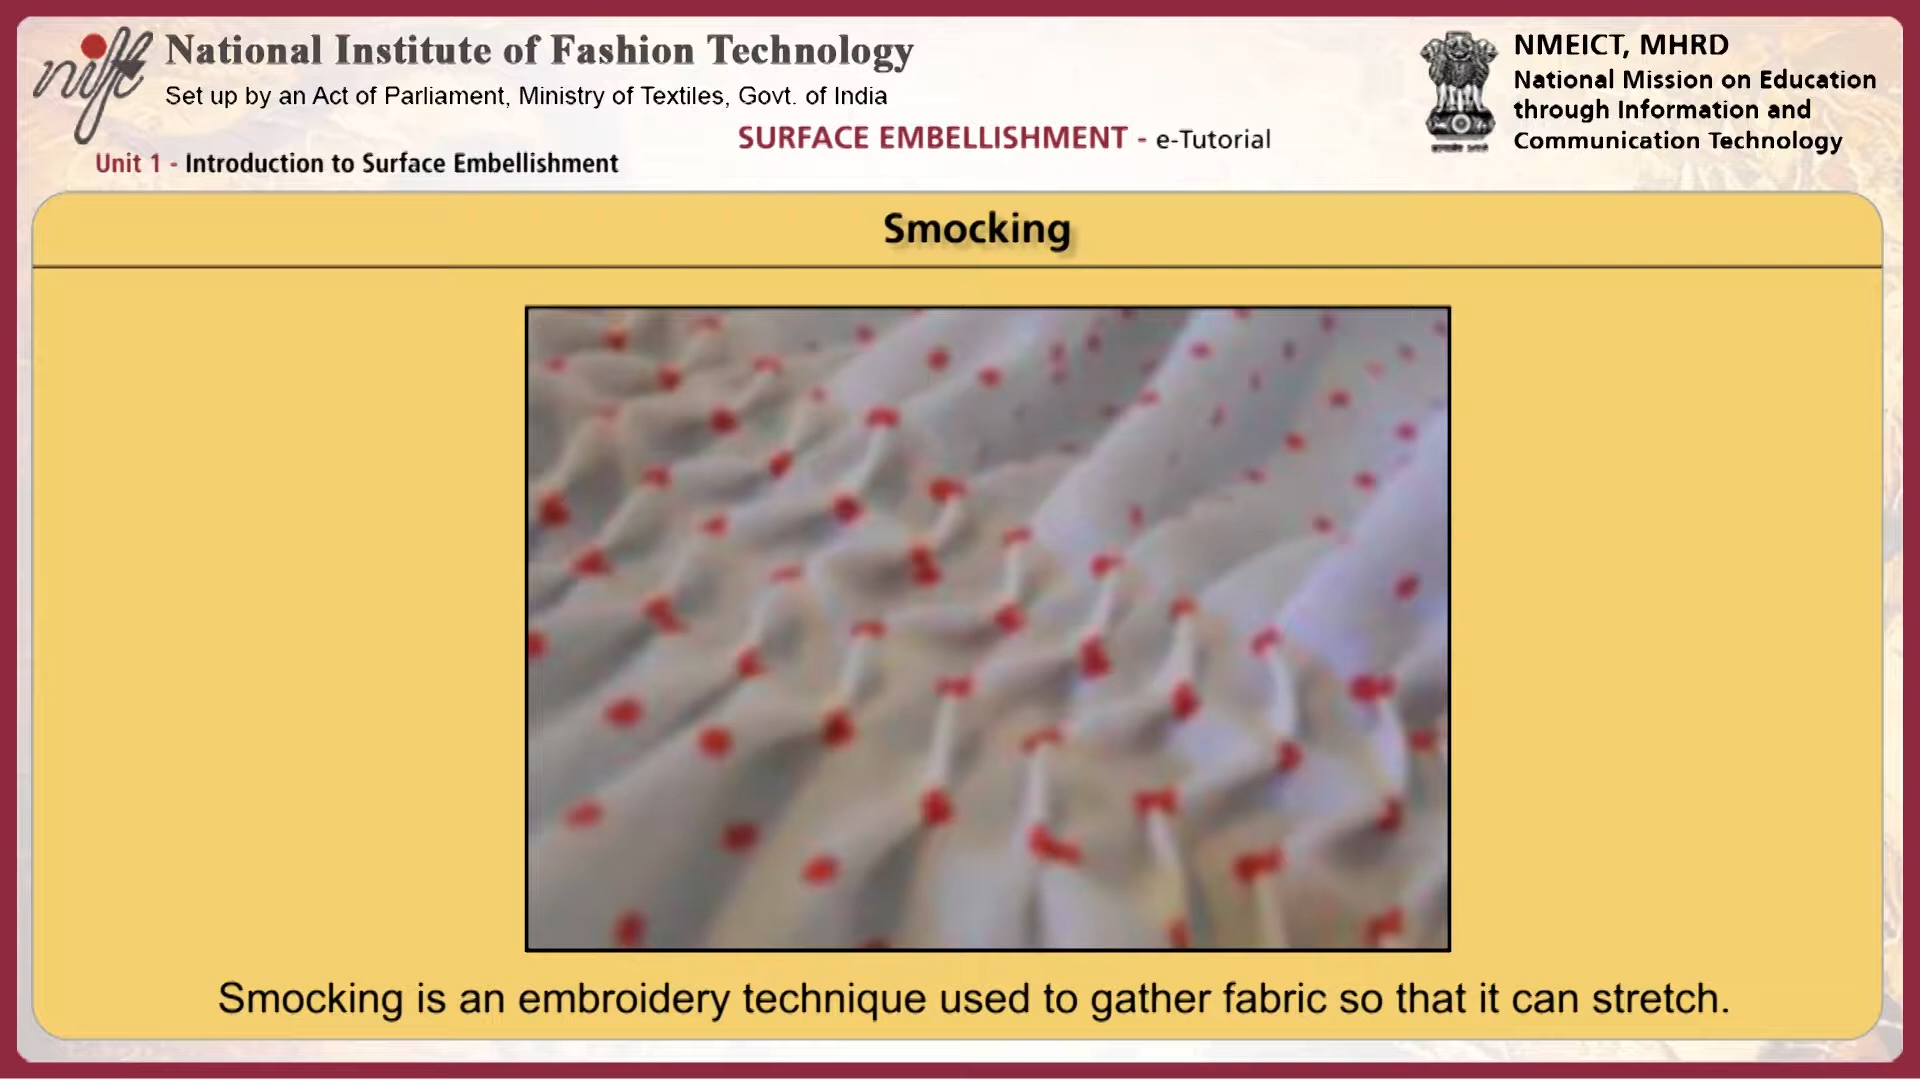 nift
National Institute of Fashion Technology
Set up by an Act of Parliament, Ministry of Textiles, Govt. of India
SURFACE EMBELLISHMENT - e-Tutorial
Unit 1 - Introduction to Surface Embellishment
NMEICT, MHRD
National Mission on Education
through Information and
Communication Technology
Smocking
Smocking is an embroidery technique used to gather fabric so that it can stretch.